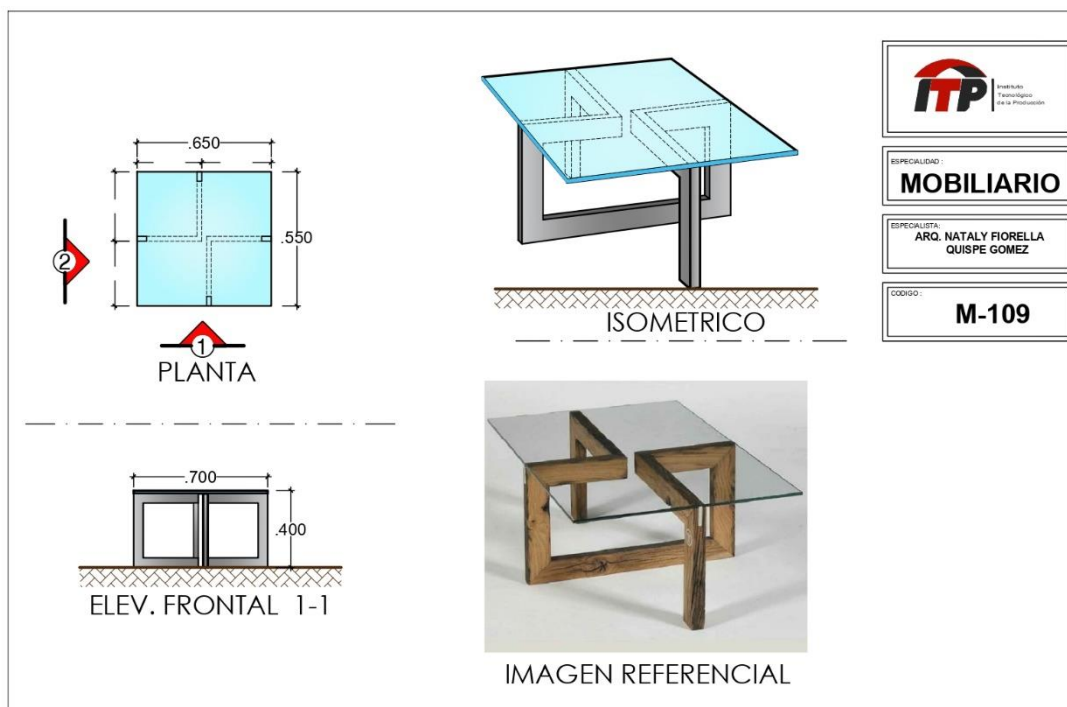 .650
.550
2
1
PLANTA
.700
.400
ELEV. FRONTAL 1-1
ISOMETRICO
IMAGEN REFERENCIAL
ITP
Instituto
Tecnológico
de la Producción
ESPECIALIDAD :
MOBILIARIO
ESPECIALISTA:
ARQ. NATALY FIORELLA
QUISPE GOMEZ
CODIGO :
M-109